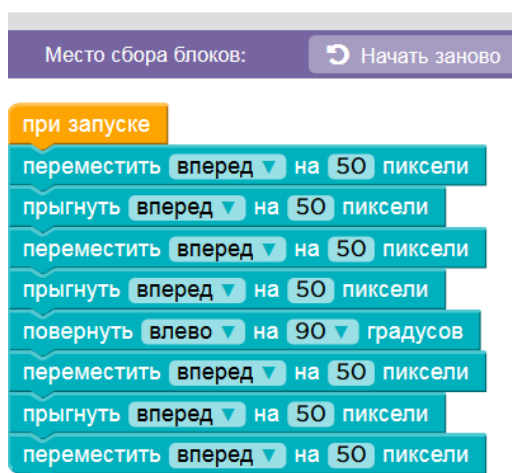 Место сбора блоков: Начать заново
при запуске
переместить вперед на 50 пиксели
прыгнуть вперед на 50 пиксели
переместить вперед на 50 пиксели
прыгнуть вперед на 50 пиксели
повернуть влево на 90 градусов
переместить вперед на 50 пиксели
прыгнуть вперед на 50 пиксели
переместить вперед на 50 пиксели